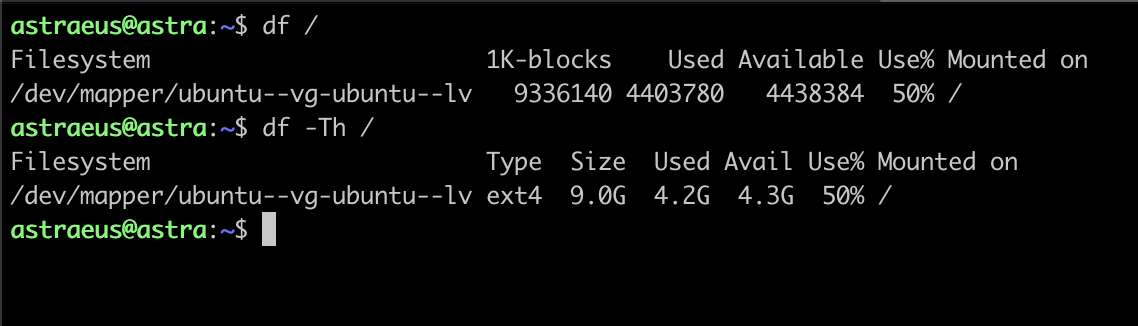 astraeus@astra:~$ df /
Filesystem                        1K-blocks    Used Available Use% Mounted on
/dev/mapper/ubuntu--vg-ubuntu--lv   9336140 4403780   4438384  50% /
astraeus@astra:~$ df -Th /
Filesystem                        Type  Size  Used Avail Use% Mounted on
/dev/mapper/ubuntu--vg-ubuntu--lv ext4  9.0G  4.2G  4.3G  50% /
astraeus@astra:~$